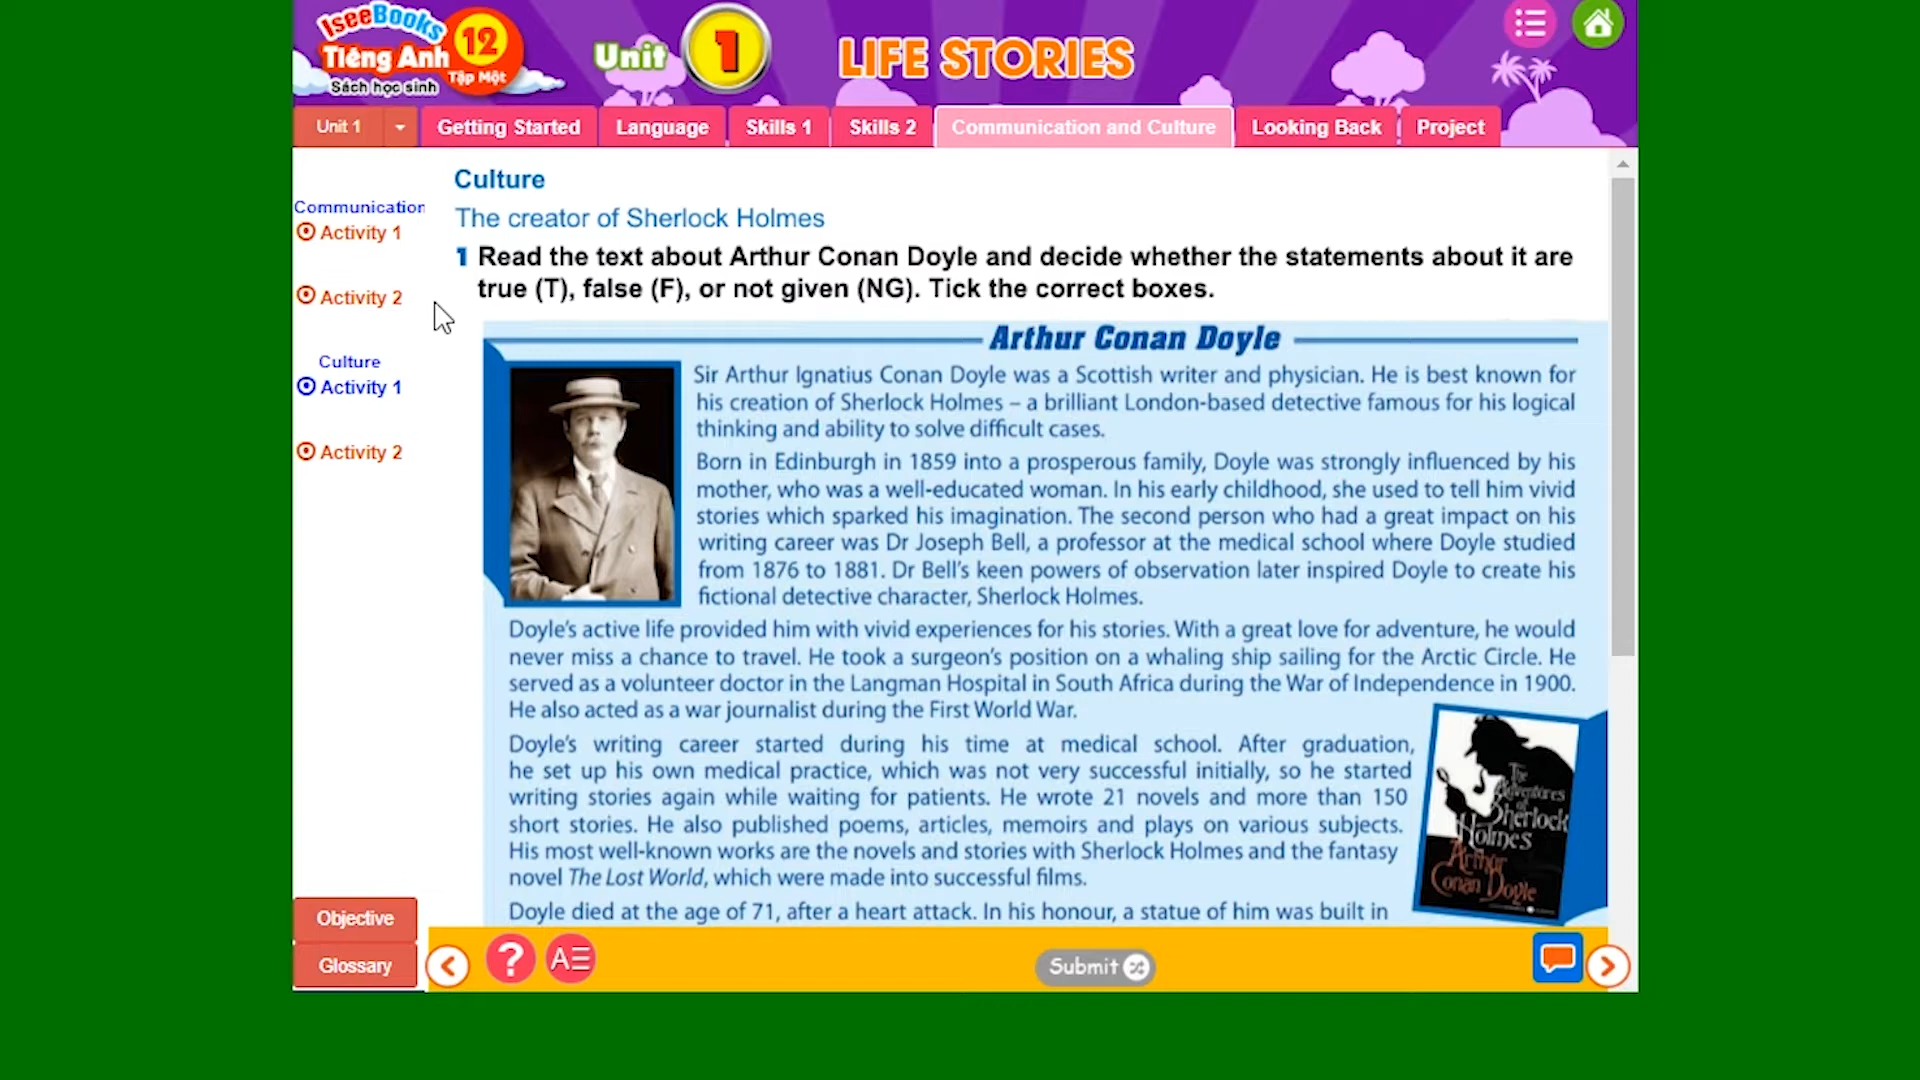 IseeBooks
Tiếng Anh 12
Tập Một
Sách học sinh
Unit 1
LIFE STORIES
Unit 1
Getting Started
Language
Skills 1
Skills 2
Communication and Culture
Looking Back
Project
Communication
Activity 1
Activity 2
Culture
Activity 1
Activity 2
Objective
Glossary
Culture
The creator of Sherlock Holmes
1 Read the text about Arthur Conan Doyle and decide whether the statements about it are
true (T), false (F), or not given (NG). Tick the correct boxes.
Arthur Conan Doyle
Sir Arthur Ignatius Conan Doyle was a Scottish writer and physician. He is best known for
his creation of Sherlock Holmes – a brilliant London-based detective famous for his logical
thinking and ability to solve difficult cases.
Born in Edinburgh in 1859 into a prosperous family, Doyle was strongly influenced by his
mother, who was a well-educated woman. In his early childhood, she used to tell him vivid
stories which sparked his imagination. The second person who had a great impact on his
writing career was Dr Joseph Bell, a professor at the medical school where Doyle studied
from 1876 to 1881. Dr Bell's keen powers of observation later inspired Doyle to create his
fictional detective character, Sherlock Holmes.
Doyle's active life provided him with vivid experiences for his stories. With a great love for adventure, he would
never miss a chance to travel. He took a surgeon's position on a whaling ship sailing for the Arctic Circle. He
served as a volunteer doctor in the Langman Hospital in South Africa during the War of Independence in 1900.
He also acted as a war journalist during the First World War.
Doyle's writing career started during his time at medical school. After graduation,
he set up his own medical practice, which was not very successful initially, so he started
writing stories again while waiting for patients. He wrote 21 novels and more than 150
short stories. He also published poems, articles, memoirs and plays on various subjects.
His most well-known works are the novels and stories with Sherlock Holmes and the fantasy
novel The Lost World, which were made into successful films.
Doyle died at the age of 71, after a heart attack. In his honour, a statue of him was built in
The
Adventures
of
Sherlock
Holmes
Arthur
Conan Doyle
?
A
Submit